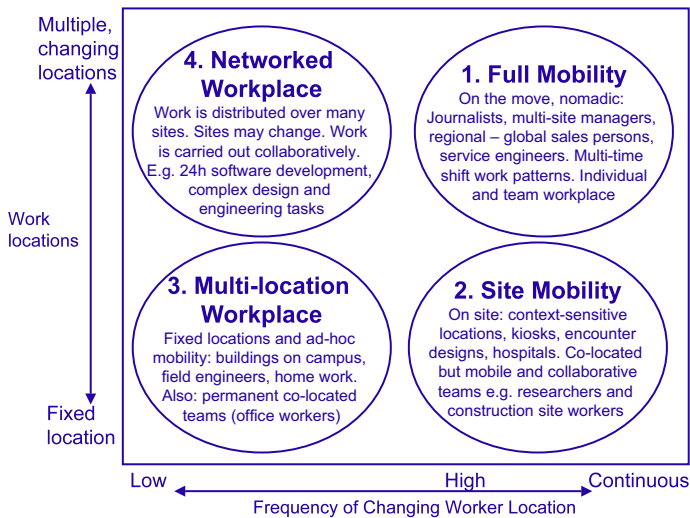 Multiple,
changing
locations
Work
locations
Fixed
location
4. Networked
Workplace
Work is distributed over many
sites. Sites may change. Work
is carried out collaboratively.
E.g. 24h software development,
complex design and
engineering tasks
1. Full Mobility
On the move, nomadic:
Journalists, multi-site managers,
regional – global sales persons,
service engineers. Multi-time
shift work patterns. Individual
and team workplace
3. Multi-location
Workplace
Fixed locations and ad-hoc
mobility: buildings on campus,
field engineers, home work.
Also: permanent co-located
teams (office workers)
2. Site Mobility
On site: context-sensitive
locations, kiosks, encounter
designs, hospitals. Co-located
but mobile and collaborative
teams e.g. researchers and
construction site workers
Low
High
Continuous
Frequency of Changing Worker Location